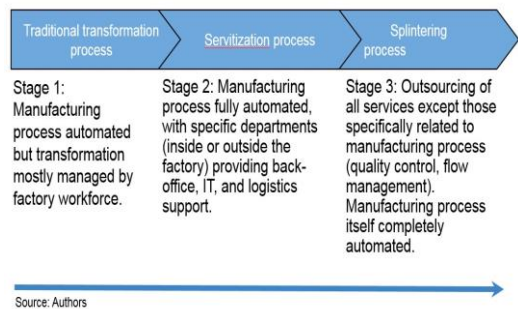 Traditional transformation
process
Servitization process
Splintering
process
Stage 1:
Manufacturing
process automated
but transformation
mostly managed by
factory workforce.
Stage 2: Manufacturing
process fully automated,
with specific departments
(inside or outside the
factory) providing back-
office, IT, and logistics
support.
Stage 3: Outsourcing of
all services except those
specifically related to
manufacturing process
(quality control, flow
management).
Manufacturing process
itself completely
automated.
Source: Authors